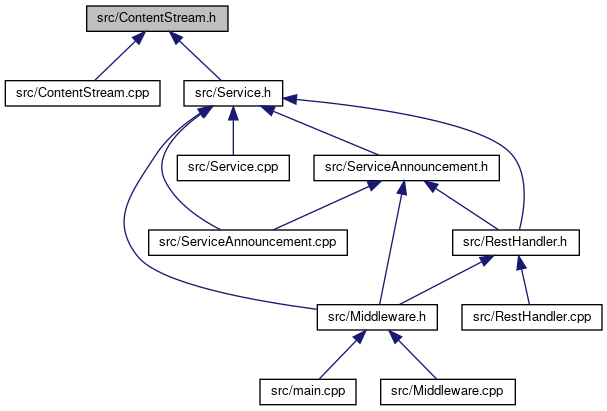 src/ContentStream.h
src/ContentStream.cpp
src/Service.h
src/Service.cpp
src/ServiceAnnouncement.h
src/ServiceAnnouncement.cpp
src/RestHandler.h
src/Middleware.h
src/RestHandler.cpp
src/main.cpp
src/Middleware.cpp